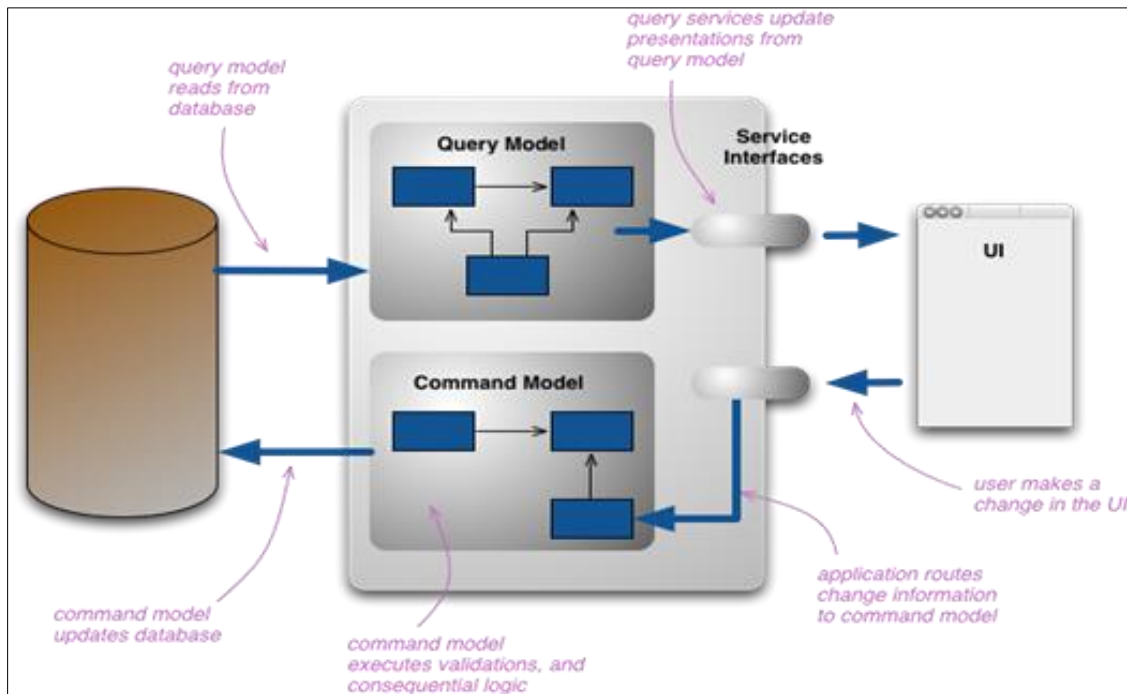 query services update
presentations from
query model
query model
reads from
database
Query Model
Service
Interfaces
UI
Command Model
user makes a
change in the UI
application routes
change information
to command model
command model
updates database
command model
executes validations, and
consequential logic